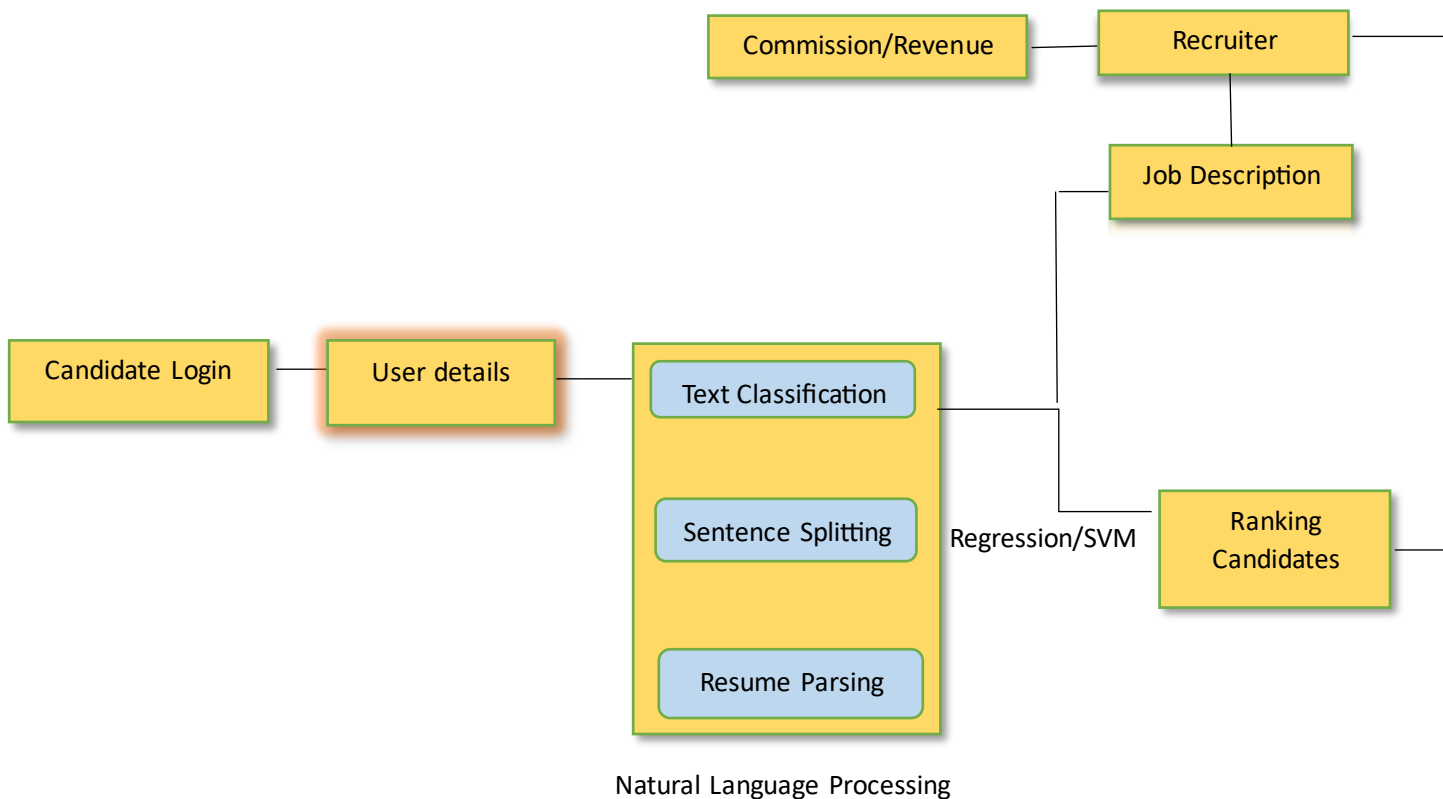 Commission/Revenue
Recruiter
Job Description
Candidate Login
User details
Text Classification
Sentence Splitting
Regression/SVM
Ranking
Candidates
Resume Parsing
Natural Language Processing